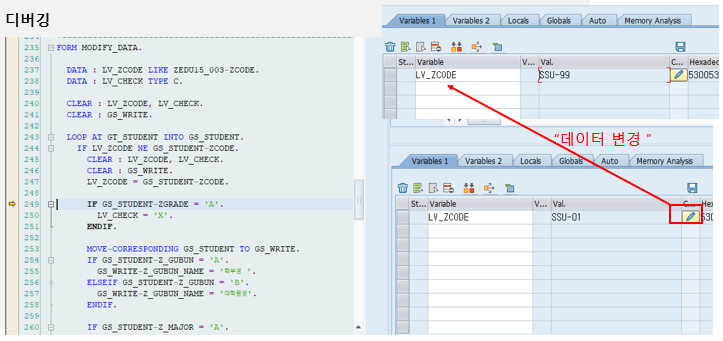 디버깅
235 FORM MODIFY_DATA.
236
237 DATA : LV_ZCODE LIKE ZEDU15_003-ZCODE.
238 DATA : LV_CHECK TYPE C.
239
240 CLEAR : LV_ZCODE, LV_CHECK.
241 CLEAR : GS_WRITE.
242
243 LOOP AT GT_STUDENT INTO GS_STUDENT.
244 IF LV_ZCODE NE GS_STUDENT-ZCODE.
245 CLEAR : LV_ZCODE, LV_CHECK.
246 CLEAR : GS_WRITE.
247 LV_ZCODE = GS_STUDENT-ZCODE.
248
249 IF GS_STUDENT-ZGRADE = 'A'.
250 LV_CHECK = 'X'.
251 ENDIF.
252
253 MOVE-CORRESPONDING GS_STUDENT TO GS_WRITE.
254 IF GS_STUDENT-Z_GUBUN = 'A'.
255 GS_WRITE-Z_GUBUN_NAME = '학부생 '.
256 ELSEIF GS_STUDENT-Z_GUBUN = 'B'.
257 GS_WRITE-Z_GUBUN_NAME = '대학원생'.
258 ENDIF.
259
260 IF GS_STUDENT-Z_MAJOR = 'A'.
Variables 1 Variables 2 Locals Globals Auto Memory Analysis
St... Variable V... Val. C... Hexadec
LV_ZCODE SSU-99 530053
"데이터 변경 "
Variables 1 Variables 2 Locals Globals Auto Memory Analysis
St... Variable V... Val. C... Hexa
LV_ZCODE SSU-01 530